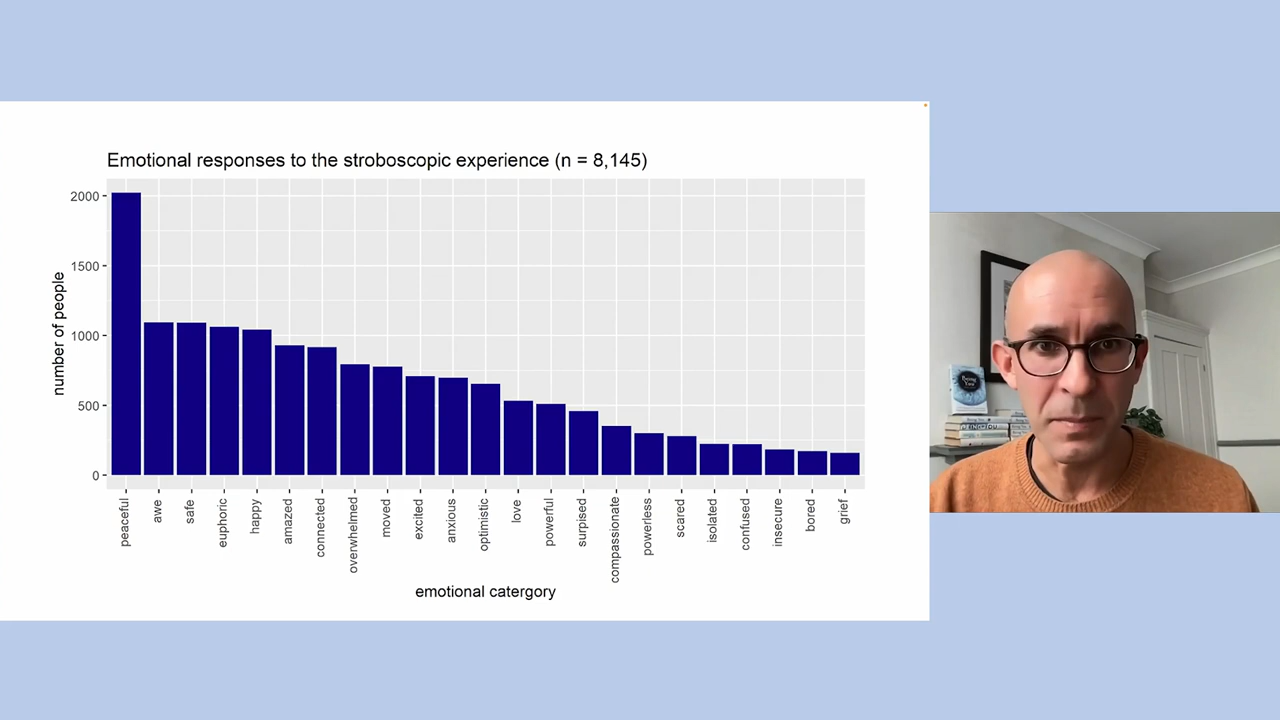 Emotional responses to the stroboscopic experience (n = 8,145)
number of people
2000
1500
1000
500
0
peaceful
awe
safe
euphoric
happy
amazed
connected
overwhelmed
moved
excited
anxious
optimistic
love
powerful
surpised
compassionate
powerless
scared
isolated
confused
insecure
bored
grief
emotional catergory
Being
You